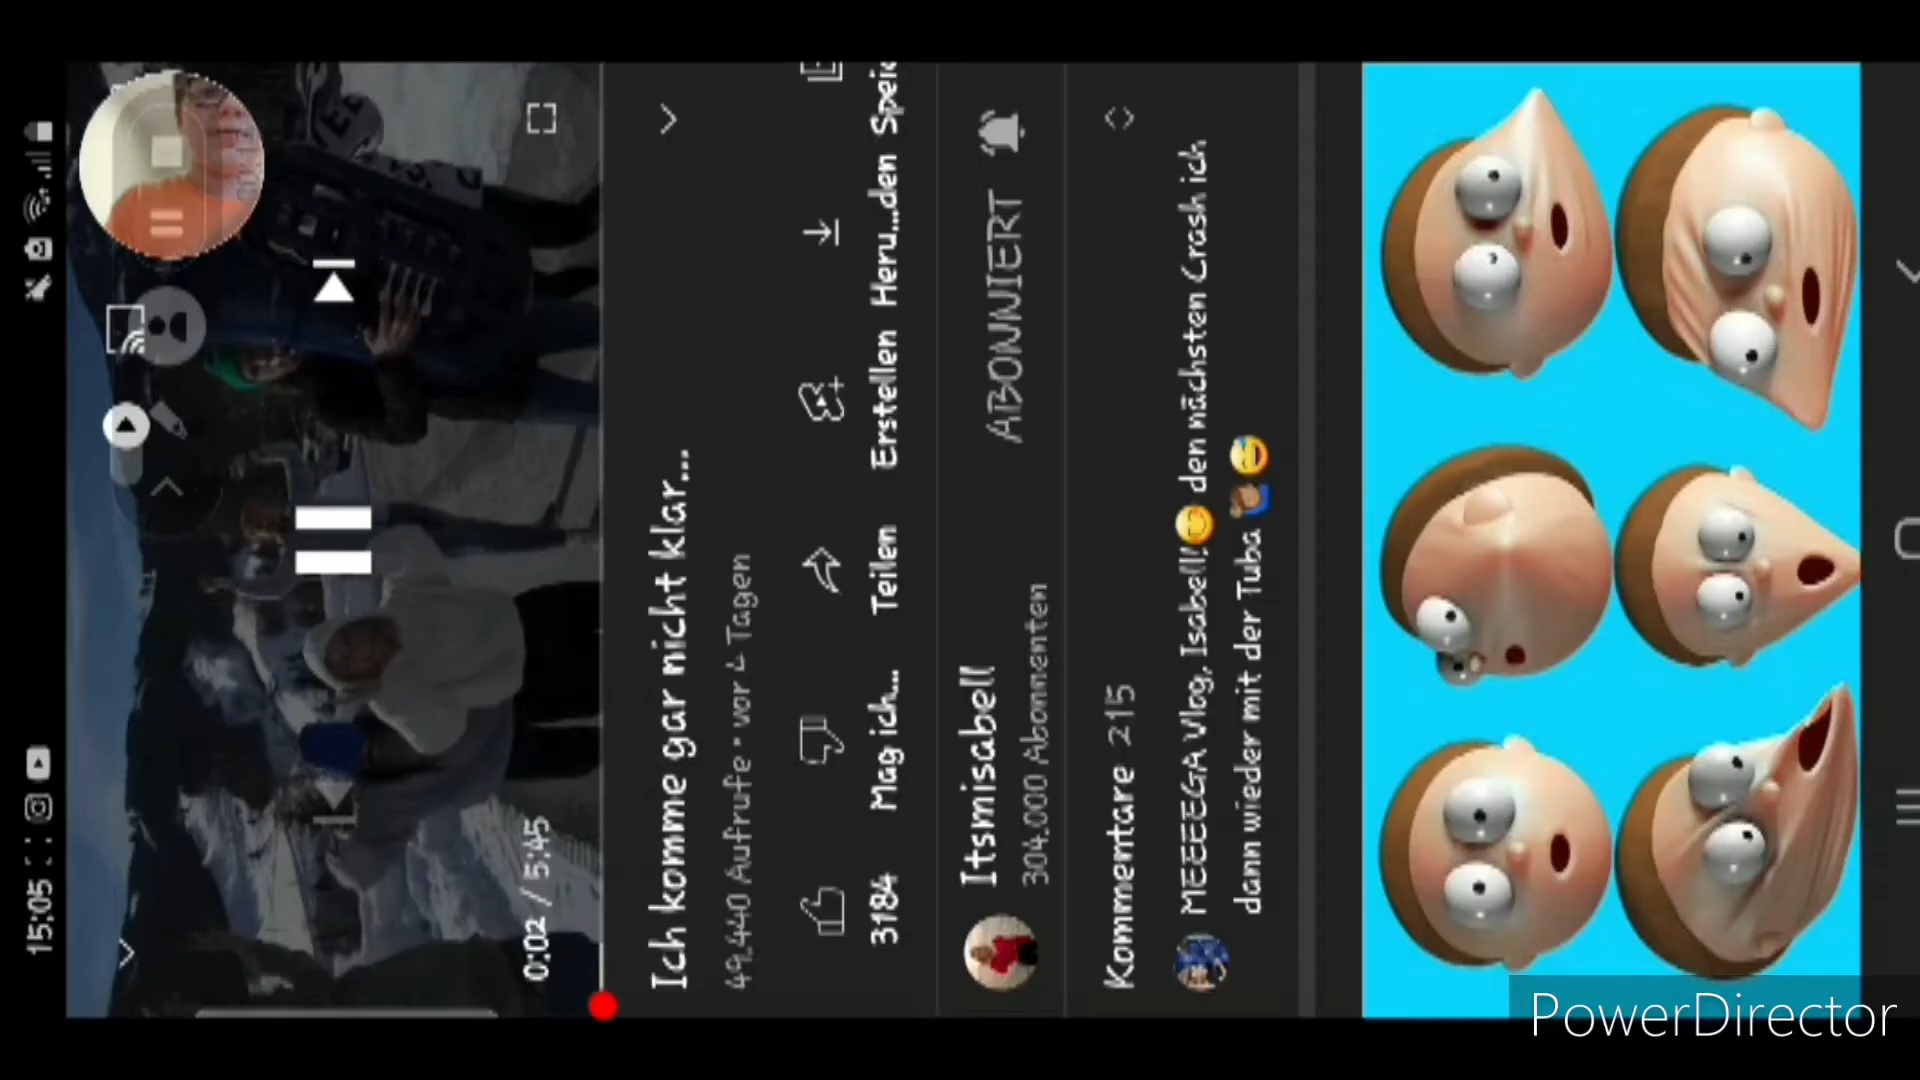 15:05
0:02 / 5:45
Ich komme gar nicht klar...
49.440 Aufrufe · vor 4 Tagen
3184 Mag ich... Teilen Erstellen Heru...den Speic
Itsmisabell
304.000 Abonnenten
ABONNIERT
Kommentare 215
MEEEEGA Vlog, Isabell!😊 den nächsten Crash ich
dann wieder mit der Tuba 🤷🏽‍♂️😅
PowerDirector